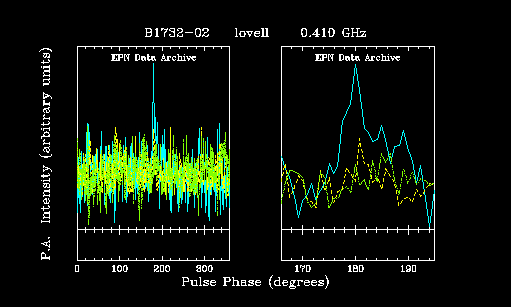 B1732-02 lovell 0.410 GHz
EPN Data Archive EPN Data Archive
P.A. Intensity (arbitrary units)
0 100 200 300 170 180 190
Pulse Phase (degrees)